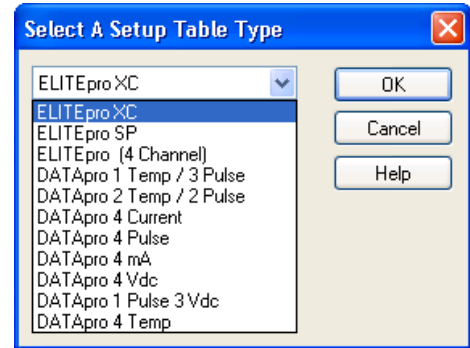 Select A Setup Table Type
ELITEpro XC
OK
ELITEpro XC
ELITEpro SP
Cancel
ELITEpro (4 Channel)
DATApro 1 Temp / 3 Pulse
Help
DATApro 2 Temp / 2 Pulse
DATApro 4 Current
DATApro 4 Pulse
DATApro 4 mA
DATApro 4 Vdc
DATApro 1 Pulse 3 Vdc
DATApro 4 Temp